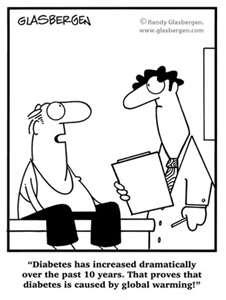 GLASBERGEN
© Randy Glasbergen.
www.glasbergen.com
“Diabetes has increased dramatically
over the past 10 years. That proves that
diabetes is caused by global warming!”